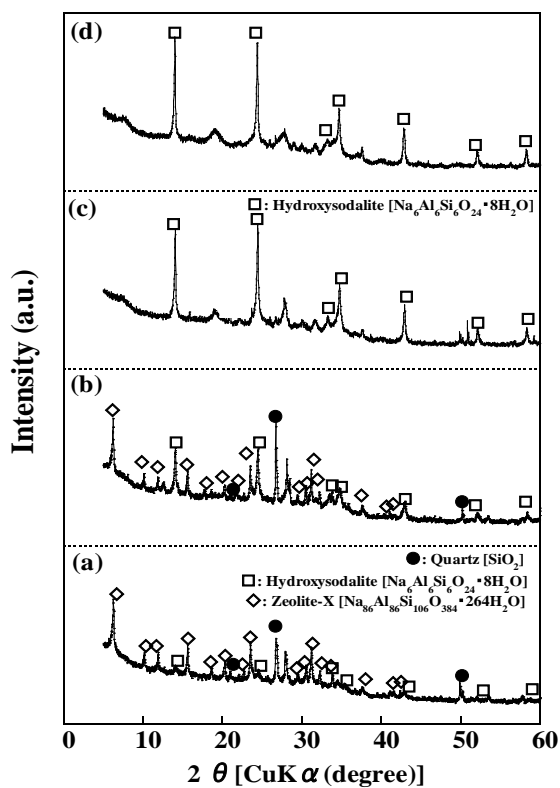 (d)
(c)
□: Hydroxysodalite [Na6Al6Si6O24・8H2O]
(b)
(a)
●: Quartz [SiO2]
□: Hydroxysodalite [Na6Al6Si6O24・8H2O]
◇: Zeolite-X [Na86Al86Si106O384・264H2O]
Intensity (a.u.)
0 10 20 30 40 50 60
2 θ [CuK α (degree)]